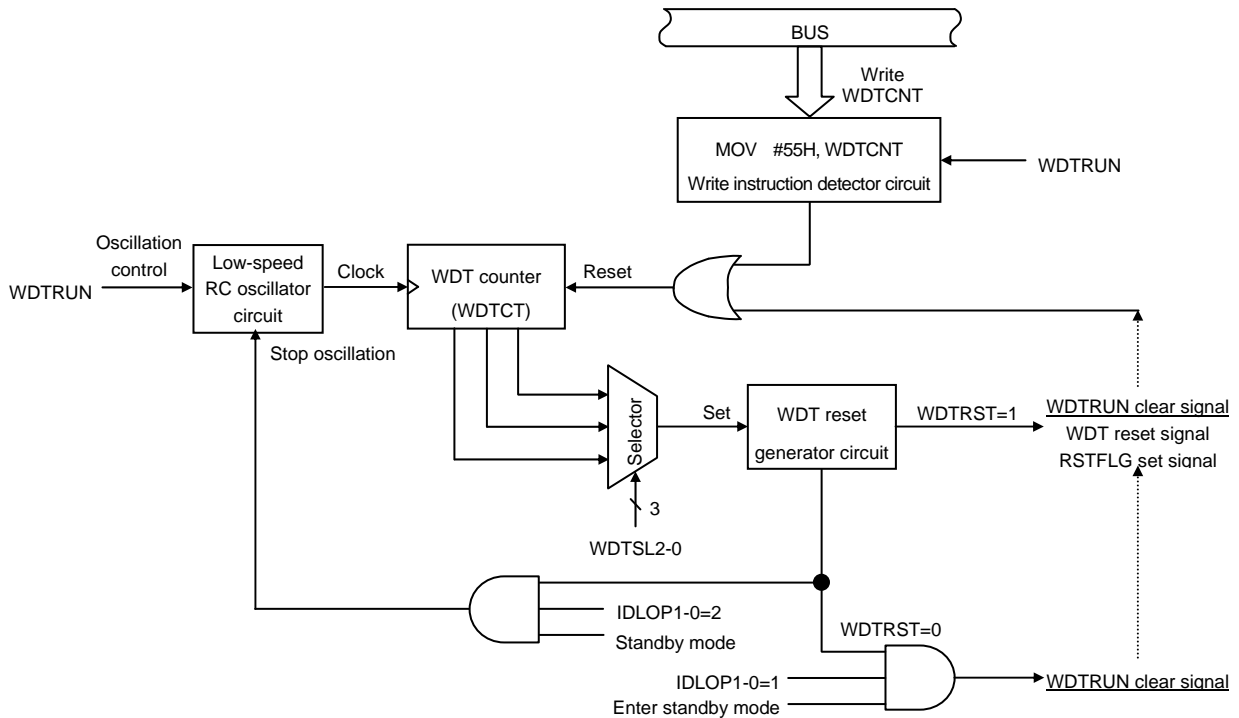 BUS
Write
WDTCNT
MOV #55H, WDTCNT
Write instruction detector circuit
WDTRUN
Oscillation
control
WDTRUN
Low-speed
RC oscillator
circuit
Clock
WDT counter
(WDTCT)
Reset
Stop oscillation
Selector
Set
WDT reset
generator circuit
WDTRST=1
WDTRUN clear signal
WDT reset signal
RSTFLG set signal
3
WDTSL2-0
IDLOP1-0=2
Standby mode
WDTRST=0
IDLOP1-0=1
Enter standby mode
WDTRUN clear signal